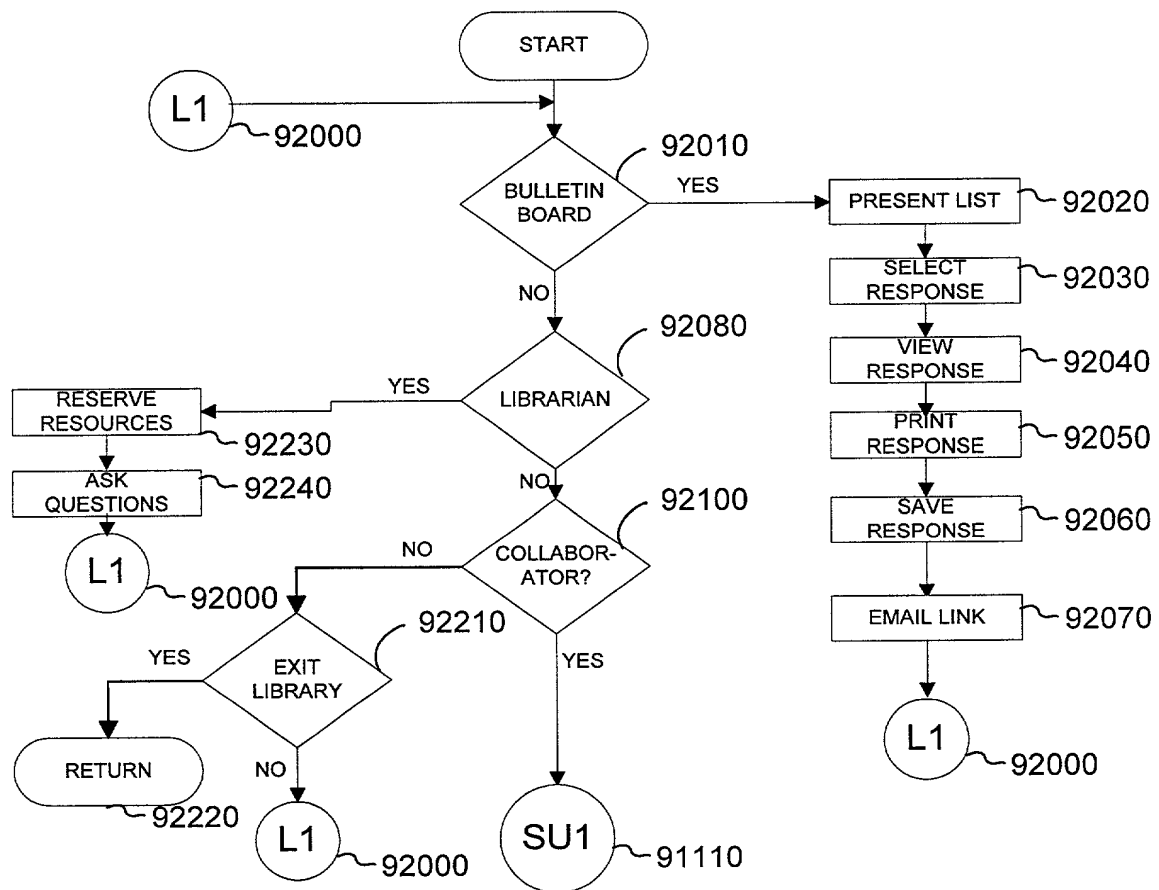 START
L1
92000
92010
BULLETIN
BOARD
YES
PRESENT LIST
92020
SELECT
RESPONSE
92030
NO
VIEW
RESPONSE
92040
92080
LIBRARIAN
YES
RESERVE
RESOURCES
92230
PRINT
RESPONSE
92050
ASK
QUESTIONS
92240
NO
92100
SAVE
RESPONSE
92060
L1
92000
NO
COLLABOR-
ATOR?
92210
EMAIL LINK
92070
YES
EXIT
LIBRARY
YES
L1
92000
RETURN
92220
NO
L1
92000
SU1
91110